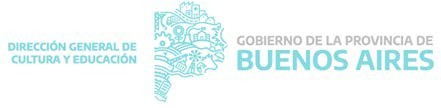 DIRECCIÓN GENERAL DE
CULTURA Y EDUCACIÓN
GOBIERNO DE LA PROVINCIA DE
BUENOS AIRES